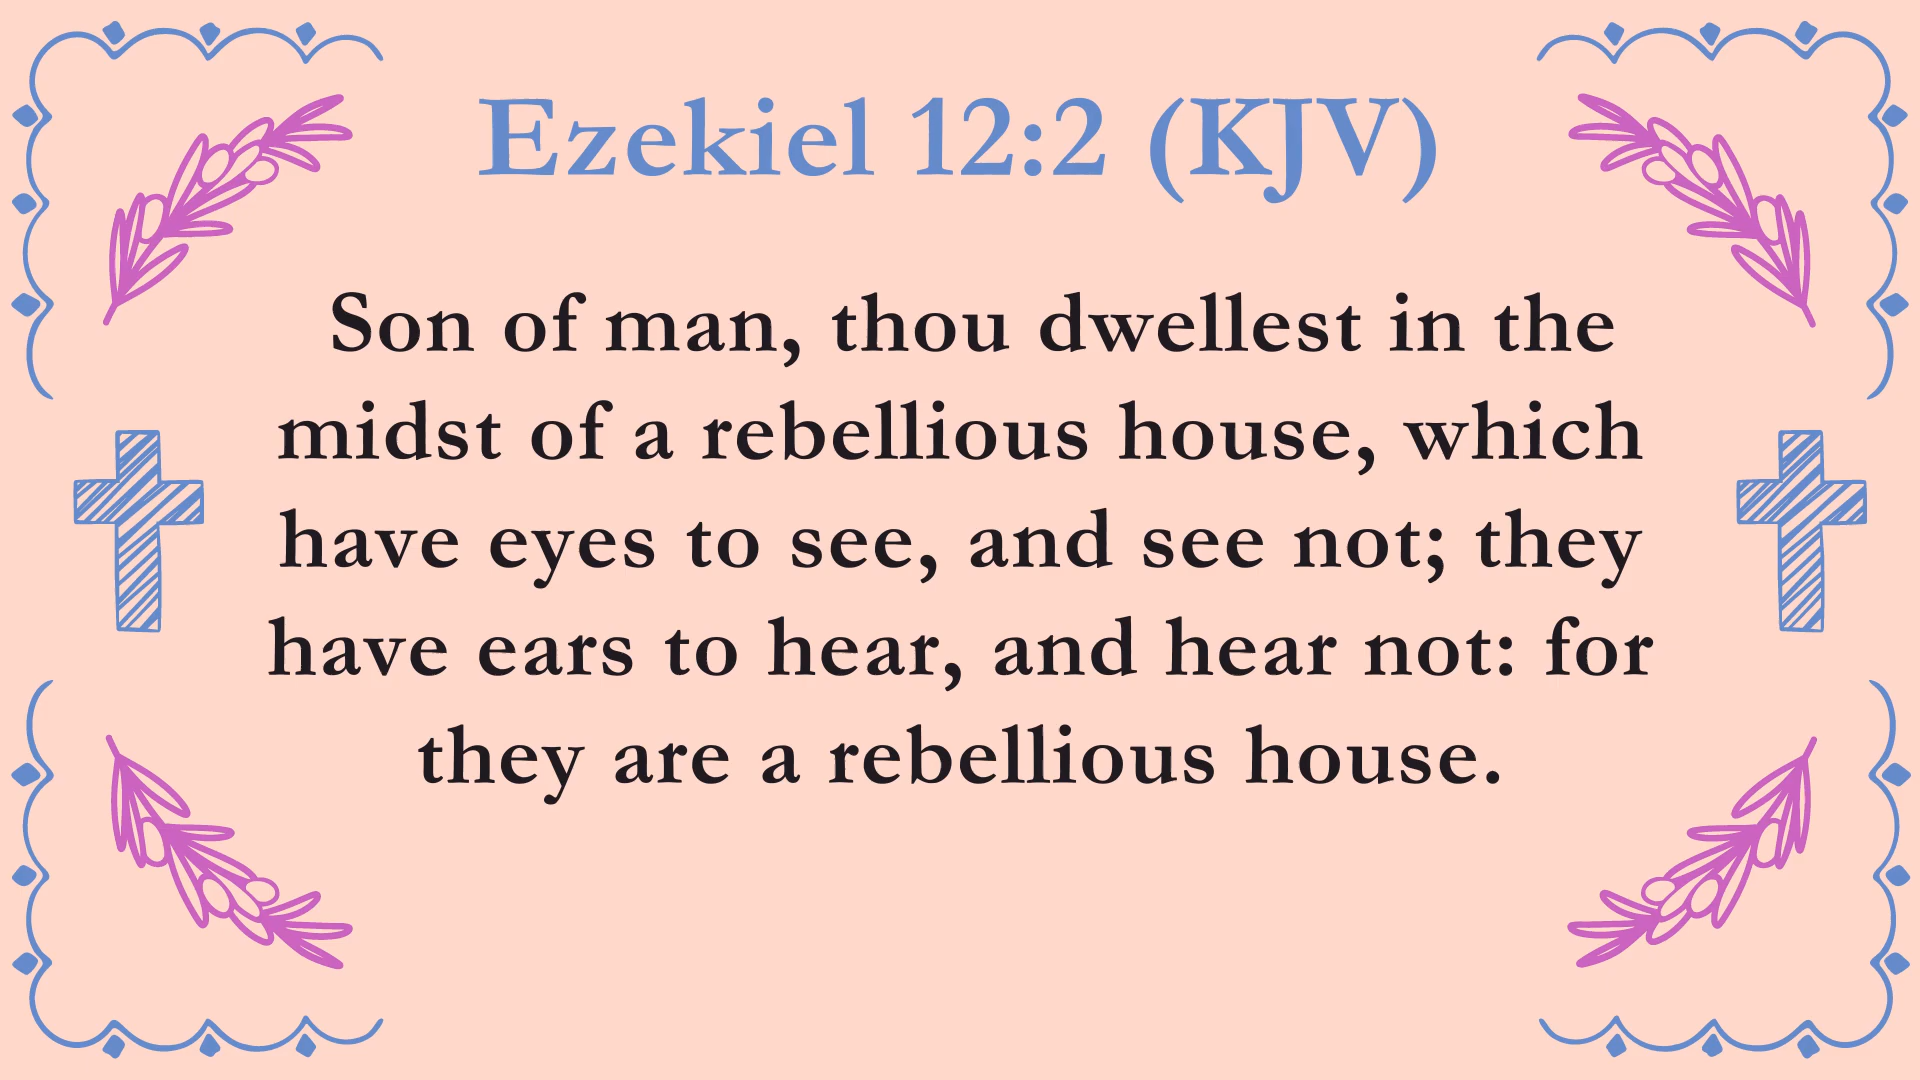 Ezekiel 12:2 (KJV)
Son of man, thou dwellest in the
midst of a rebellious house, which
have eyes to see, and see not; they
have ears to hear, and hear not: for
they are a rebellious house.